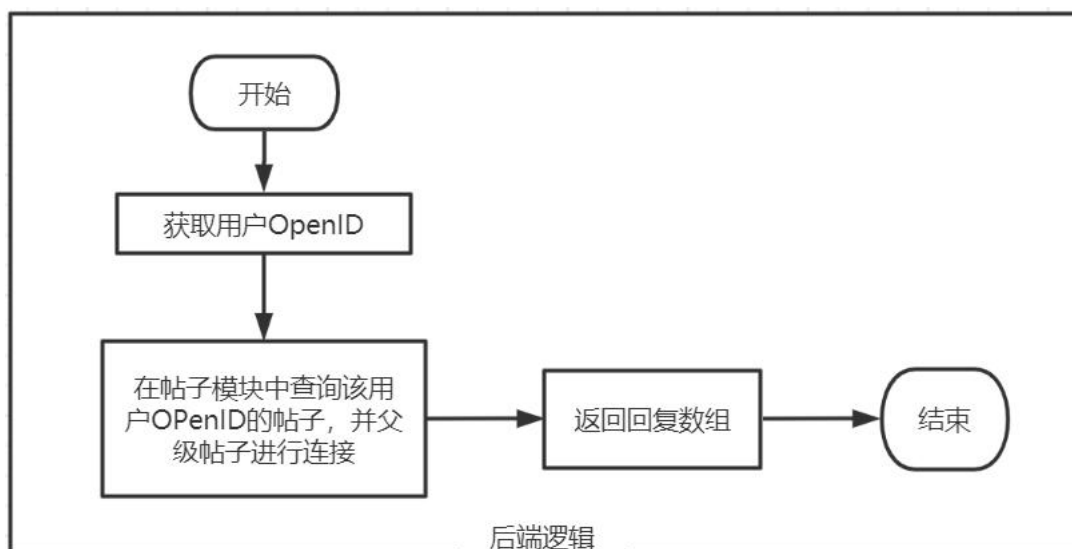 开始
获取用户OpenID
在帖子模块中查询该用
户OPenID的帖子，并父
级帖子进行连接
返回回复数组
结束
后端逻辑